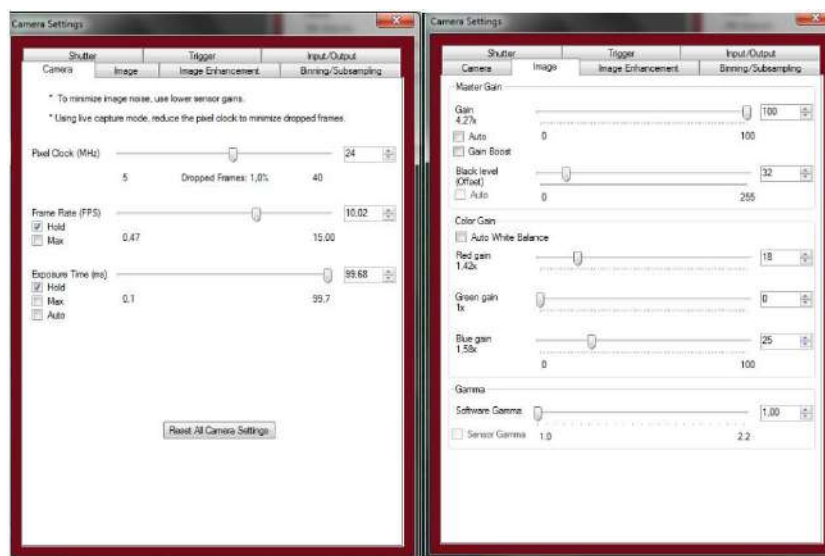 Camera Settings
Shutter Trigger Input/Output
Camera Image Image Enhancement Binning/Subsampling
* To minimize image noise, use lower sensor gains.
* Using live capture mode, reduce the pixel clock to minimize dropped frames.
Pixel Clock (MHz) 24
5 Dropped Frames: 1,0% 40
Frame Rate (FPS) 10,02
Hold
Max 0,47 15,00
Exposure Time (ms) 99,68
Hold
Max 0,1 99,7
Auto
Reset All Camera Settings
Camera Settings
Shutter Trigger Input/Output
Camera Image Image Enhancement Binning/Subsampling
Master Gain
Gain 100
4,27x
Auto 0 100
Gain Boost
Black level 32
(Offset)
Auto 0 255
Color Gain
Auto White Balance
Red gain 18
1,42x
Green gain 0
1x
Blue gain 25
1,58x
0 100
Gamma
Software Gamma 1,00
Sensor Gamma 1.0 2.2